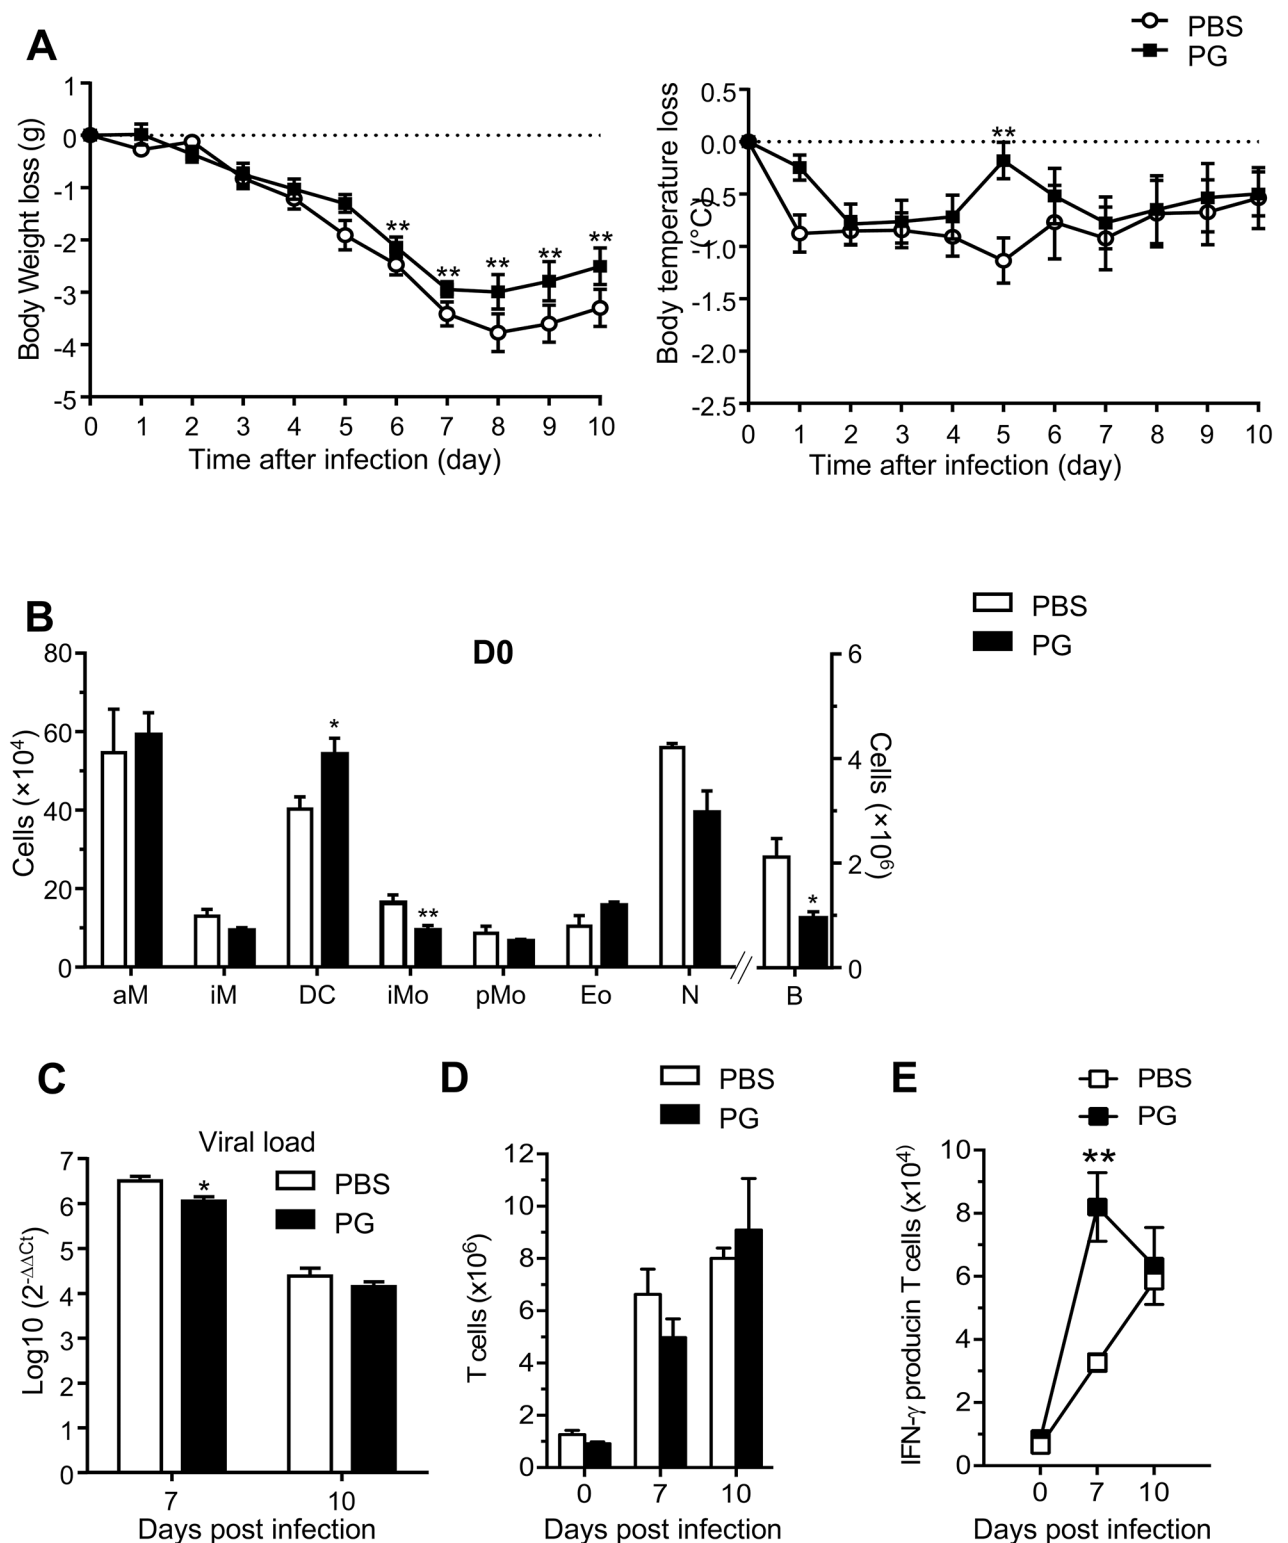 A
PBS
PG
1
0
-1
-2
-3
-4
-5
Body Weight loss (g)
**
**
**
**
**
0 1 2 3 4 5 6 7 8 9 10
Time after infection (day)
0.5
0.0
-0.5
-1.0
-1.5
-2.0
-2.5
Body temperature loss
(°C)
**
0 1 2 3 4 5 6 7 8 9 10
Time after infection (day)
B
PBS
PG
D0
80
60
40
20
0
Cells (×10⁴)
*
**
*
6
4
2
0
Cells (×10⁶)
aM iM DC iMo pMo Eo N B
C
Viral load
PBS
PG
7
6
5
4
3
2
1
0
Log10 (2-ΔΔCt)
*
7 10
Days post infection
D
PBS
PG
12
10
8
6
4
2
0
T cells (x10⁶)
0 7 10
Days post infection
E
PBS
PG
10
8
6
4
2
0
IFN-γ producin T cells (x10⁴)
**
0 7 10
Days post infection